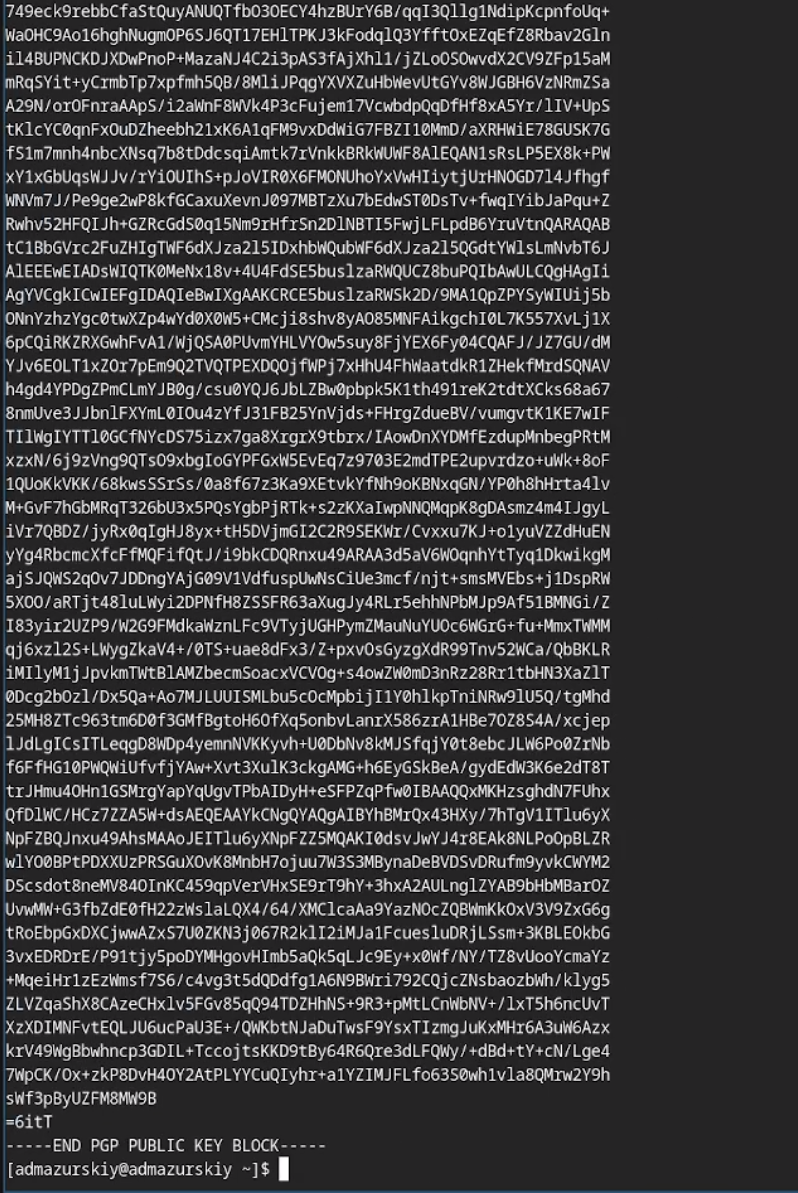 749eck9rebbCfaStQuyANUQTfbO3OECY4hzBUrY6B/qqI3Qllg1NdipKcpnfoUq+
WaOHC9Ao16hghNugmOP6SJ6QT17EHlTPKJ3kFodqlQ3YfftOxEZqEfZ8Rbav2Gln
il4BUPNCKDJXDwPnoP+MazaNJ4C2i3pAS3fAjXhl1/jZLoOSOwvdX2CV9ZFp15aM
mRqSYit+yCrmbTp7xpfmh5QB/8MliJPqgYXVXZuHbWevUtGYv8WJGBH6VzNRmZSa
A29N/orOFnraAApS/i2aWnF8WVk4P3cFujem17VcwbdpQqDfHf8xA5Yr/lIV+UpS
tKlcYC0qnFxOuDZheebh21xK6A1qFM9vxDdWiG7FBZI10MmD/aXRHWiE78GUSK7G
fS1m7mnh4nbcXNsq7b8tDdcsqiAmtk7rVnkkBRkWUWF8AlEQAN1sRsLP5EX8k+PW
xY1xGbUqsWJJv/rYiOUIhS+pJoVIR0X6FMONUhoYxVwHIiytjUrHNOGD7l4Jfhgf
WNVm7J/Pe9ge2wP8kfGCaxuXevnJ097MBTzXu7bEdwST0DsTv+fwqIYibJaPqu+Z
Rwhv52HFQIJh+GZRcGdS0q15Nm9rHfrSn2DlNBTI5FwjLFLpdB6YruVtnQARAQAB
tC1BbGVrc2FuZHIgTWF6dXJza2l5IDxhbWQubWF6dXJza2l5QGdtYWlsLmNvbT6J
AlEEEwEIADsWIQTK0MeNx18v+4U4FdSE5buslzaRWQUCZ8buPQIbAwULCQgHAgIi
AgYVCgkICwIEFgIDAQIeBwIXgAAKCRCE5buslzaRWSk2D/9MA1QpZPYSyWIUij5b
ONnYzhzYgc0twXZp4wYd0X0W5+CMcji8shv8yAO85MNFAikgchI0L7K557XvLj1X
6pCQiRKZRXGwhFvA1/WjQSA0PUvmYHLVYOw5suy8FjYEX6Fy04CQAFJ/JZ7GU/dM
YJv6EOLT1xZOr7pEm9Q2TVQTPEXDQOjfWPj7xHhU4FhWaatdkR1ZHekfMrdSQNAV
h4gd4YPDgZPmCLmYJB0g/csu0YQJ6JbLZBw0pbpk5K1th491reK2tdtXCks68a67
8nmUve3JJbnlFXYmL0IOu4zYfJ31FB25YnVjds+FHrgZdueBV/vumgvtK1KE7wIF
TIlWgIYTTl0GCfNYcDS75izx7ga8XrgrX9tbrx/IAowDnXYDMfEzdupMnbegPRtM
xzxN/6j9zVng9QTsO9xbgIoGYPFGxW5EvEq7z9703E2mdTPE2upvrdzo+uWk+8oF
1QUoKkVKK/68kwsSSrSs/0a8f67z3Ka9XEtvkYfNh9oKBNxqGN/YP0h8hHrta4lv
M+GvF7hGbMRqT326bU3x5PQsYgbPjRTk+s2zKXaIwpNNQMqpK8gDAsmz4m4IJgyL
iVr7QBDZ/jyRx0qIgHJ8yx+tH5DVjmGI2C2R9SEKWr/Cvxxu7KJ+o1yuVZZdHuEN
yYg4RbcmcXfcFfMQFifQtJ/i9bkCDQRnxu49ARAA3d5aV6WOqnhYtTyq1DkwikgM
ajSJQWS2qOv7JDDngYAjG09V1VdfuspUwNsCiUe3mcf/njt+smsMVEbs+j1DspRW
5XOO/aRTjt48luLWyi2DPNfH8ZSSFR63aXugJy4RLr5ehhNPbMJp9Af51BMNGi/Z
I83yir2UZP9/W2G9FMdkaWznLFc9VTyjUGHPymZMauNuYUOc6WGrG+fu+MmxTWMM
qj6xzl2S+LWygZkaV4+/0TS+uae8dFx3/Z+pxvOsGyzgXdR99Tnv52WCa/QbBKLR
iMIlyM1jJpvkmTWtBlAMZbecmSoacxVCVOg+s4owZW0mD3nRz28Rr1tbHN3XaZlT
0Dcg2bOzl/Dx5Qa+Ao7MJLUUISMLbu5cOcMpbijI1Y0hlkpTniNRw9lU5Q/tgMhd
25MH8ZTc963tm6D0f3GMfBgtoH6OfXq5onbvLanrX586zrA1HBe7OZ8S4A/xcjep
lJdLgICsITLeqgD8WDp4yemnNVKKyvh+U0DbNv8kMJSfqjY0t8ebcJLW6Po0ZrNb
f6FfHG10PWQWiUfvfjYAw+Xvt3XulK3ckgAMG+h6EyGSkBeA/gydEdW3K6e2dT8T
trJHmu4OHn1GSMrgYapYqUgvTPbAIDyH+eSFPZqPfw0IBAAQQxMKHzsghdN7FUhx
QfDlWC/HCz7ZZA5W+dsAEQEAAYkCNgQYAQgAIBYhBMrQx43HXy/7hTgV1ITlu6yX
NpFZBQJnxu49AhsMAAoJEITlu6yXNpFZZ5MQAKI0dsvJwYJ4r8EAk8NLPoOpBLZR
wlYO0BPtPDXXUzPRSGuXOvK8MnbH7ojuu7W3S3MBynaDeBVDSvDRufm9yvkCWYM2
DScsdot8neMV84OInKC459qpVerVHxSE9rT9hY+3hxA2AULnglZYAB9bHbMBarOZ
UvwMW+G3fbZdE0fH22zWslaLQX4/64/XMClcaAa9YazNOcZQBWmKkOxV3V9ZxG6g
tRoEbpGxDXCjwwAZxS7U0ZKN3j067R2klI2iMJa1FcuesluDRjLSsm+3KBLEOkbG
3vxEDRDrE/P91tjy5poDYMHgovHImb5aQk5qLJc9Ey+x0Wf/NY/TZ8vUooYcmaYz
+MqeiHr1zEzWmsf7S6/c4vg3t5dQDdfg1A6N9BWri792CQjcZNsbaozbWh/klyg5
ZLVZqaShX8CAzeCHxlv5FGv85qQ94TDZHhNS+9R3+pMtLCnWbNV+/lxT5h6ncUvT
XzXDIMNFvtEQLJU6ucPaU3E+/QWKbtNJaDuTwsF9YsxTIzmgJuKxMHr6A3uW6Azx
krV49WgBbwhncp3GDIL+TccojtsKKD9tBy64R6Qre3dLFQWy/+dBd+tY+cN/Lge4
7WpCK/Ox+zkP8DvH4OY2AtPLYYCuQIyhr+a1YZIMJFLfo63S0wh1vla8QMrw2Y9h
sWf3pByUZFM8MW9B
=6itT
-----END PGP PUBLIC KEY BLOCK-----
[admazurskiy@admazurskiy ~]$